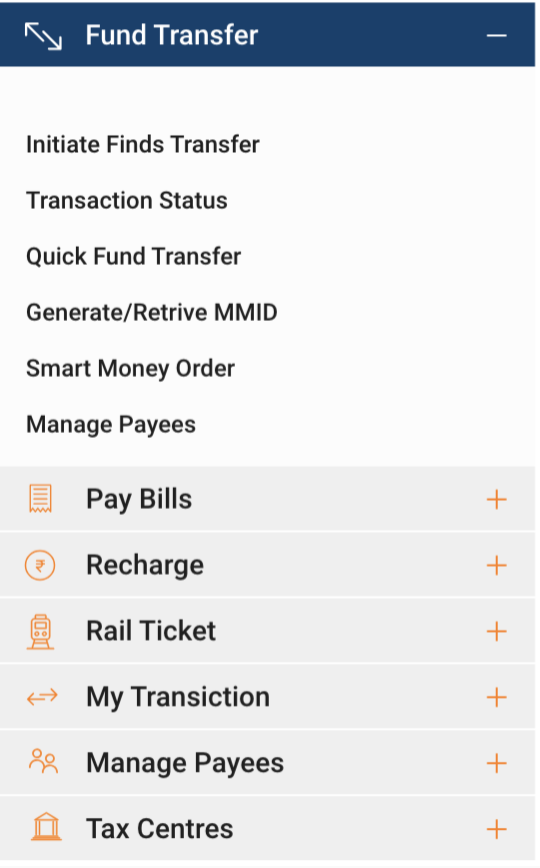 Fund Transfer
Initiate Finds Transfer
Transaction Status
Quick Fund Transfer
Generate/Retrive MMID
Smart Money Order
Manage Payees
Pay Bills
₹ Recharge
Rail Ticket
My Transiction
Manage Payees
Tax Centres